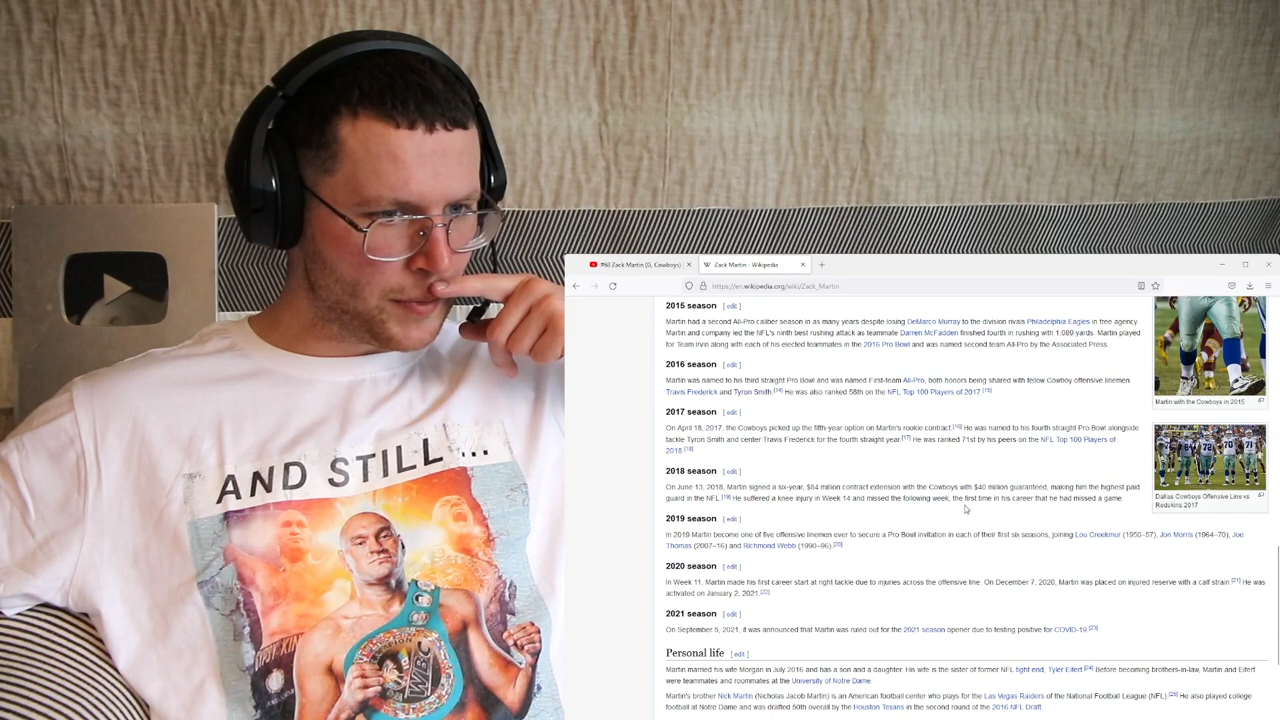 #68 Zack Martin (G, Cowboys)
Zack Martin - Wikipedia
https://en.wikipedia.org/wiki/Zack_Martin
AND STILL...
GYPSY KING
WBC
2015 season [ edit ]
Martin had a second All-Pro caliber season in as many years despite losing DeMarco Murray to the division rivals Philadelphia Eagles in free agency.
Martin and company led the NFL's ninth best rushing attack as teammate Darren McFadden finished fourth in rushing with 1,089 yards. Martin played
for Team Irvin along with each of his elected teammates in the 2016 Pro Bowl and was named second team All-Pro by the Associated Press.
2016 season [ edit ]
Martin was named to his third straight Pro Bowl and was named First-team All-Pro, both honors being shared with fellow Cowboy offensive linemen
Travis Frederick and Tyron Smith.[14] He was also ranked 58th on the NFL Top 100 Players of 2017.[15]
2017 season [ edit ]
On April 18, 2017, the Cowboys picked up the fifth-year option on Martin's rookie contract.[16] He was named to his fourth straight Pro Bowl alongside
tackle Tyron Smith and center Travis Frederick for the fourth straight year.[17] He was ranked 71st by his peers on the NFL Top 100 Players of
2018.[18]
2018 season [ edit ]
On June 13, 2018, Martin signed a six-year, $84 million contract extension with the Cowboys with $40 million guaranteed, making him the highest paid
guard in the NFL.[19] He suffered a knee injury in Week 14 and missed the following week, the first time in his career that he had missed a game.
2019 season [ edit ]
In 2019 Martin become one of five offensive linemen ever to secure a Pro Bowl invitation in each of their first six seasons, joining Lou Creekmur (1950–57), Jon Morris (1964–70), Joe
Thomas (2007–16) and Richmond Webb (1990–96).[20]
2020 season [ edit ]
In Week 11, Martin made his first career start at right tackle due to injuries across the offensive line. On December 7, 2020, Martin was placed on injured reserve with a calf strain.[21] He was
activated on January 2, 2021.[22]
2021 season [ edit ]
On September 5, 2021, it was announced that Martin was ruled out for the 2021 season opener due to testing positive for COVID-19.[23]
Personal life [ edit ]
Martin married his wife Morgan in July 2016 and has a son and a daughter. His wife is the sister of former NFL tight end, Tyler Eifert.[24] Before becoming brothers-in-law, Martin and Eifert
were teammates and roommates at the University of Notre Dame.
Martin's brother Nick Martin (Nicholas Jacob Martin) is an American football center who plays for the Las Vegas Raiders of the National Football League (NFL).[25] He also played college
football at Notre Dame and was drafted 50th overall by the Houston Texans in the second round of the 2016 NFL Draft.
Martin with the Cowboys in 2015
72
70
71
Dallas Cowboys Offensive Line vs
Redskins 2017